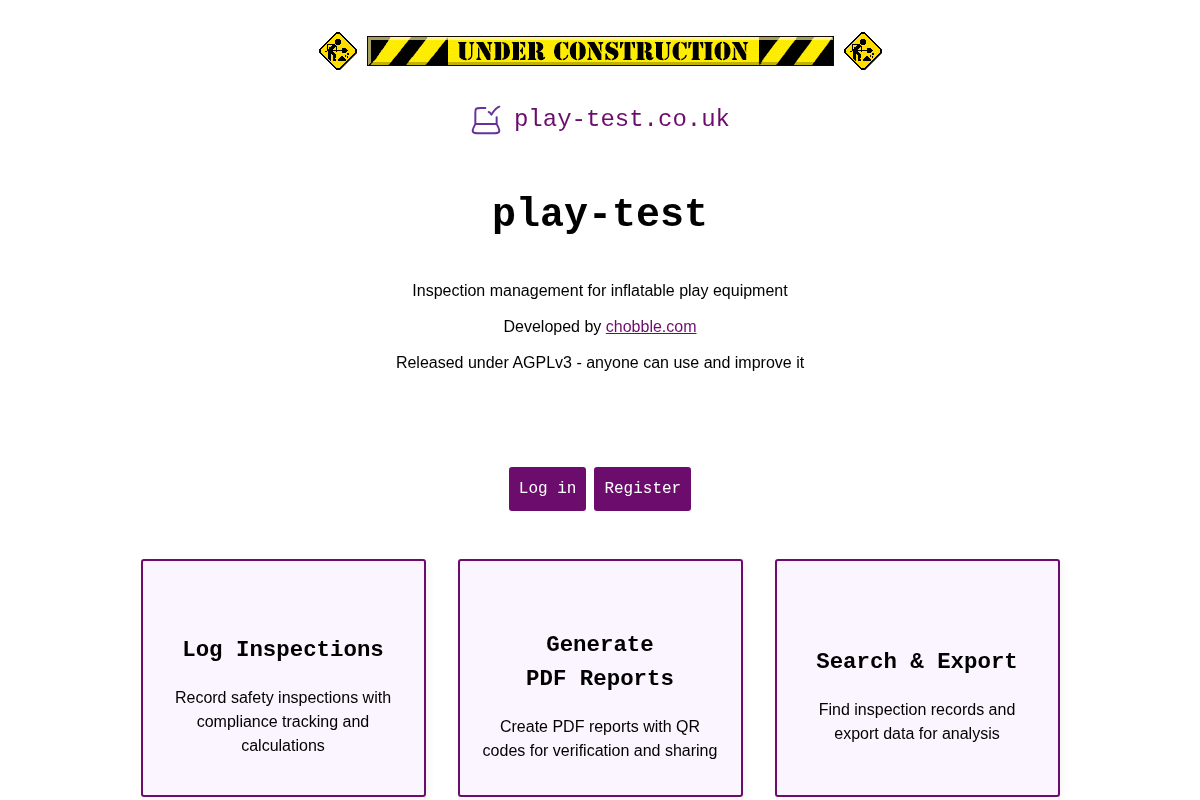 UNDER CONSTRUCTION
play-test.co.uk
play-test
Inspection management for inflatable play equipment
Developed by chobble.com
Released under AGPLv3 - anyone can use and improve it
Log in Register
Log Inspections
Record safety inspections with
compliance tracking and
calculations
Generate
PDF Reports
Create PDF reports with QR
codes for verification and sharing
Search & Export
Find inspection records and
export data for analysis